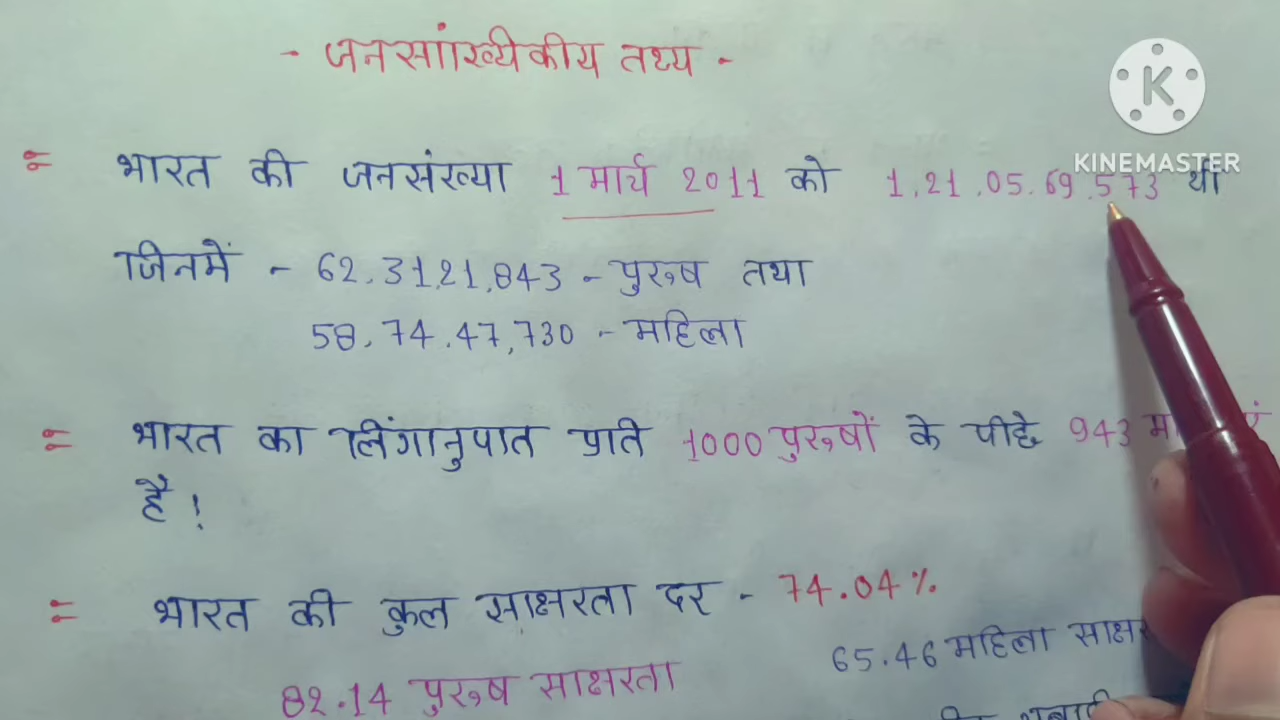 - जनसांख्यिकीय तथ्य -
K
KINEMASTER
भारत की जनसंख्या 1 मार्च 2011 को 1,21,05,69,573 थी
जिनमें - 62,31,21,843 - पुरुष तथा
58,74,47,730 - महिला
भारत का लिंगानुपात प्रति 1000 पुरुषों के पीछे 943
है !
भारत की कुल साक्षरता दर - 74.04%
65.46 महिला
82.14 पुरुष साक्षरता